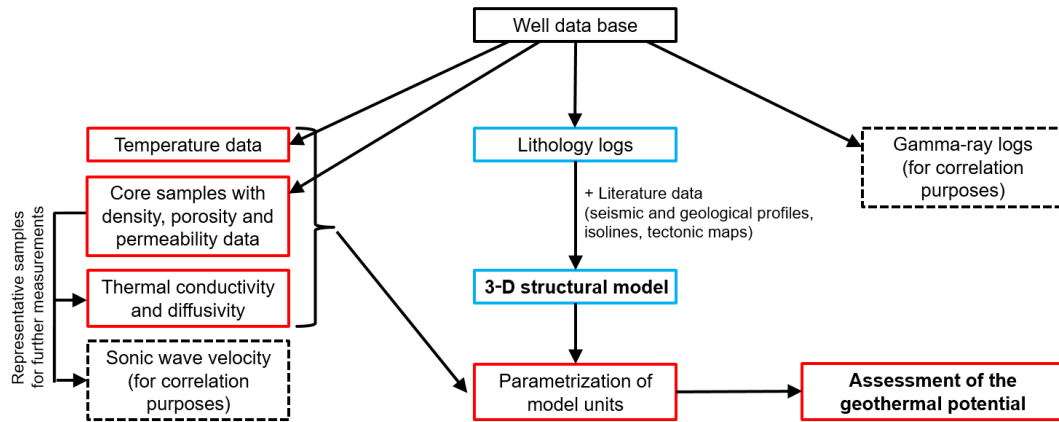 Well data base
Temperature data
Lithology logs
Gamma-ray logs
(for correlation
purposes)
Core samples with
density, porosity and
permeability data
+ Literature data
(seismic and geological profiles,
isolines, tectonic maps)
Representative samples
for further measurements
Thermal conductivity
and diffusivity
3-D structural model
Sonic wave velocity
(for correlation
purposes)
Parametrization of
model units
Assessment of the
geothermal potential